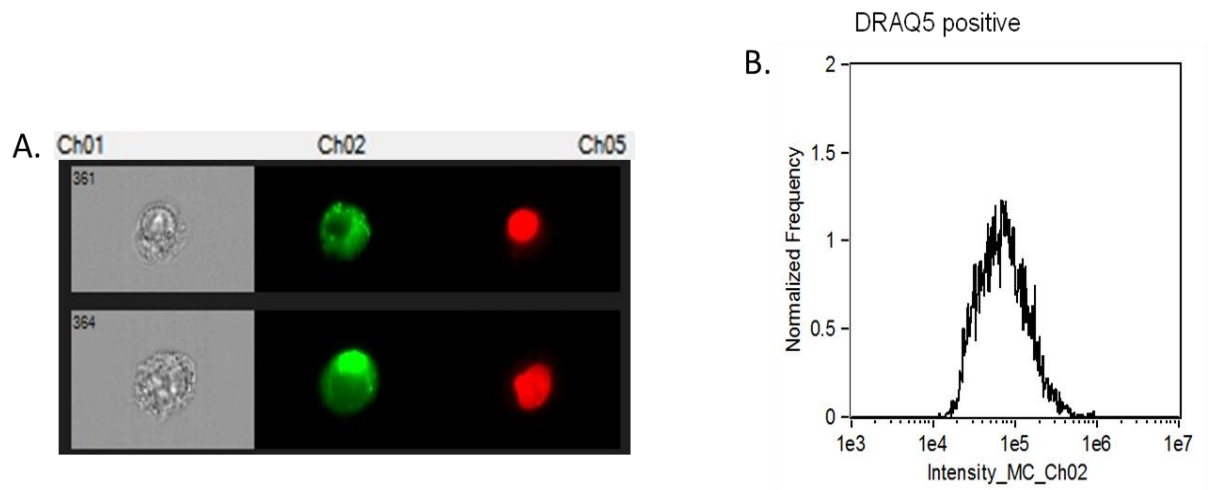 A.
Ch01 Ch02 Ch05
361
364
DRAQ5 positive
B.
2
1.5
1
0.5
0
Normalized Frequency
1e3 1e4 1e5 1e6 1e7
Intensity_MC_Ch02